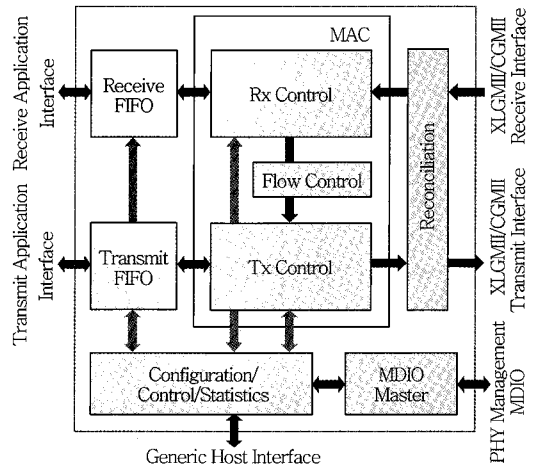 MAC
Receive Application
Interface
Receive
FIFO
Rx Control
Reconciliation
XLGMII/CGMII
Receive Interface
Flow Control
Transmit Application
Interface
Transmit
FIFO
Tx Control
XLGMII/CGMII
Transmit Interface
Configuration/
Control/Statistics
MDIO
Master
PHY Management
MDIO
Generic Host Interface